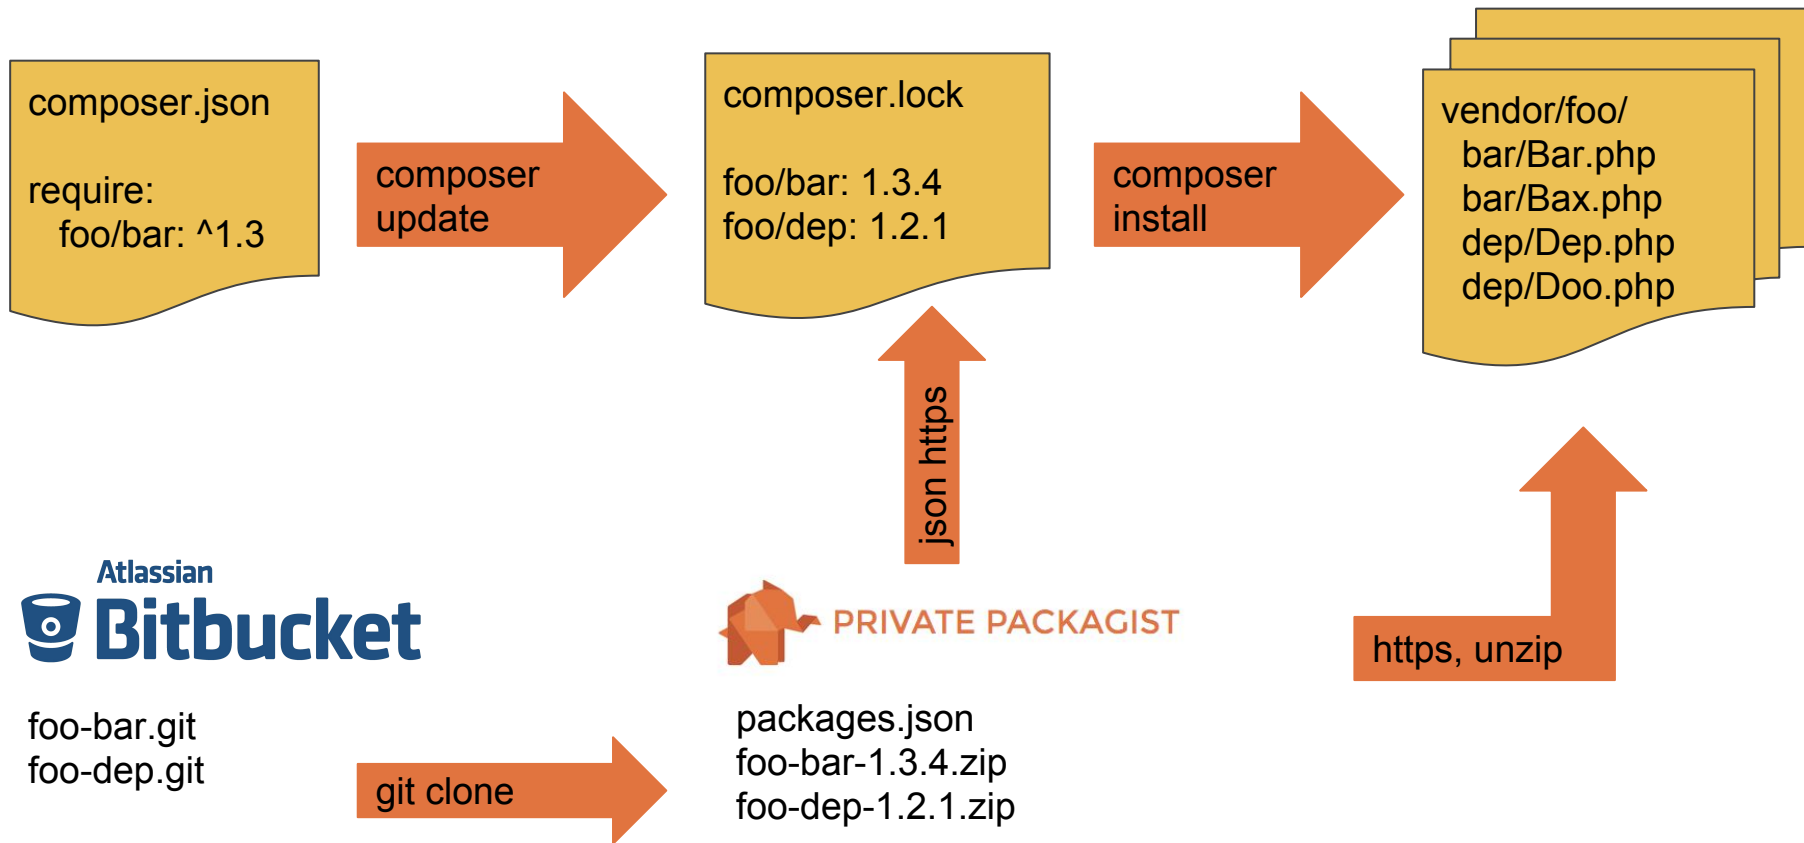 composer.json
require:
foo/bar: ^1.3
composer
update
composer.lock
foo/bar: 1.3.4
foo/dep: 1.2.1
composer
install
vendor/foo/
bar/Bar.php
bar/Bax.php
dep/Dep.php
dep/Doo.php
json https
Atlassian
Bitbucket
foo-bar.git
foo-dep.git
git clone
PRIVATE PACKAGIST
packages.json
foo-bar-1.3.4.zip
foo-dep-1.2.1.zip
https, unzip